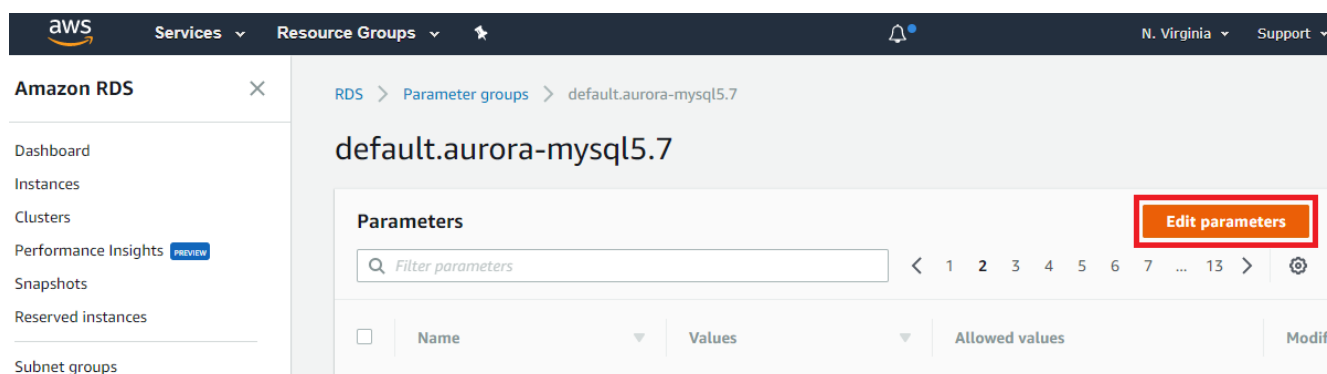 aws Services Resource Groups N. Virginia Support
Amazon RDS
Dashboard
Instances
Clusters
Performance Insights PREVIEW
Snapshots
Reserved instances
Subnet groups
RDS > Parameter groups > default.aurora-mysql5.7
default.aurora-mysql5.7
Parameters
Edit parameters
Filter parameters
1 2 3 4 5 6 7 ... 13
Name Values Allowed values Modif